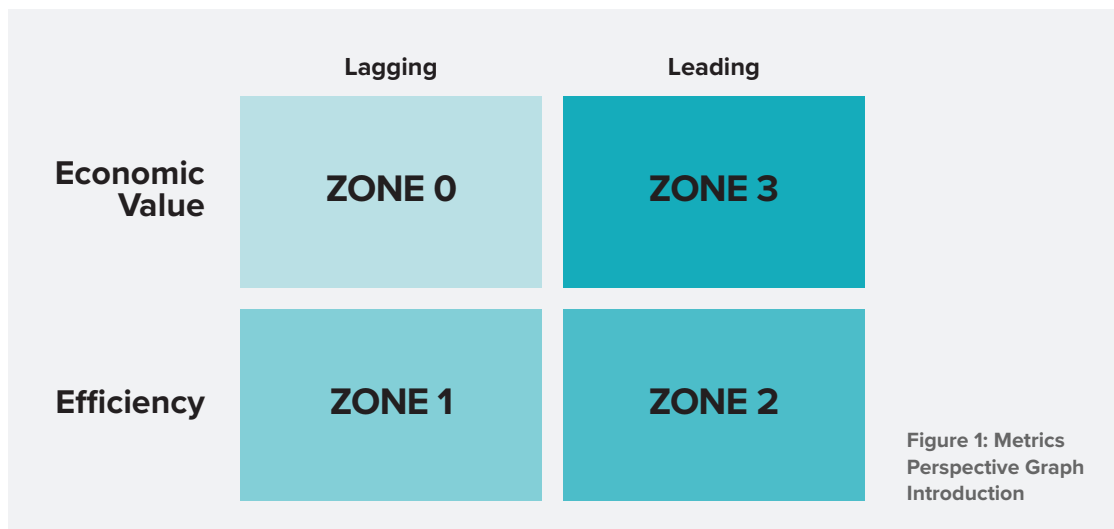 Lagging
Leading
Economic
Value
ZONE 0
ZONE 3
Efficiency
ZONE 1
ZONE 2
Figure 1: Metrics
Perspective Graph
Introduction